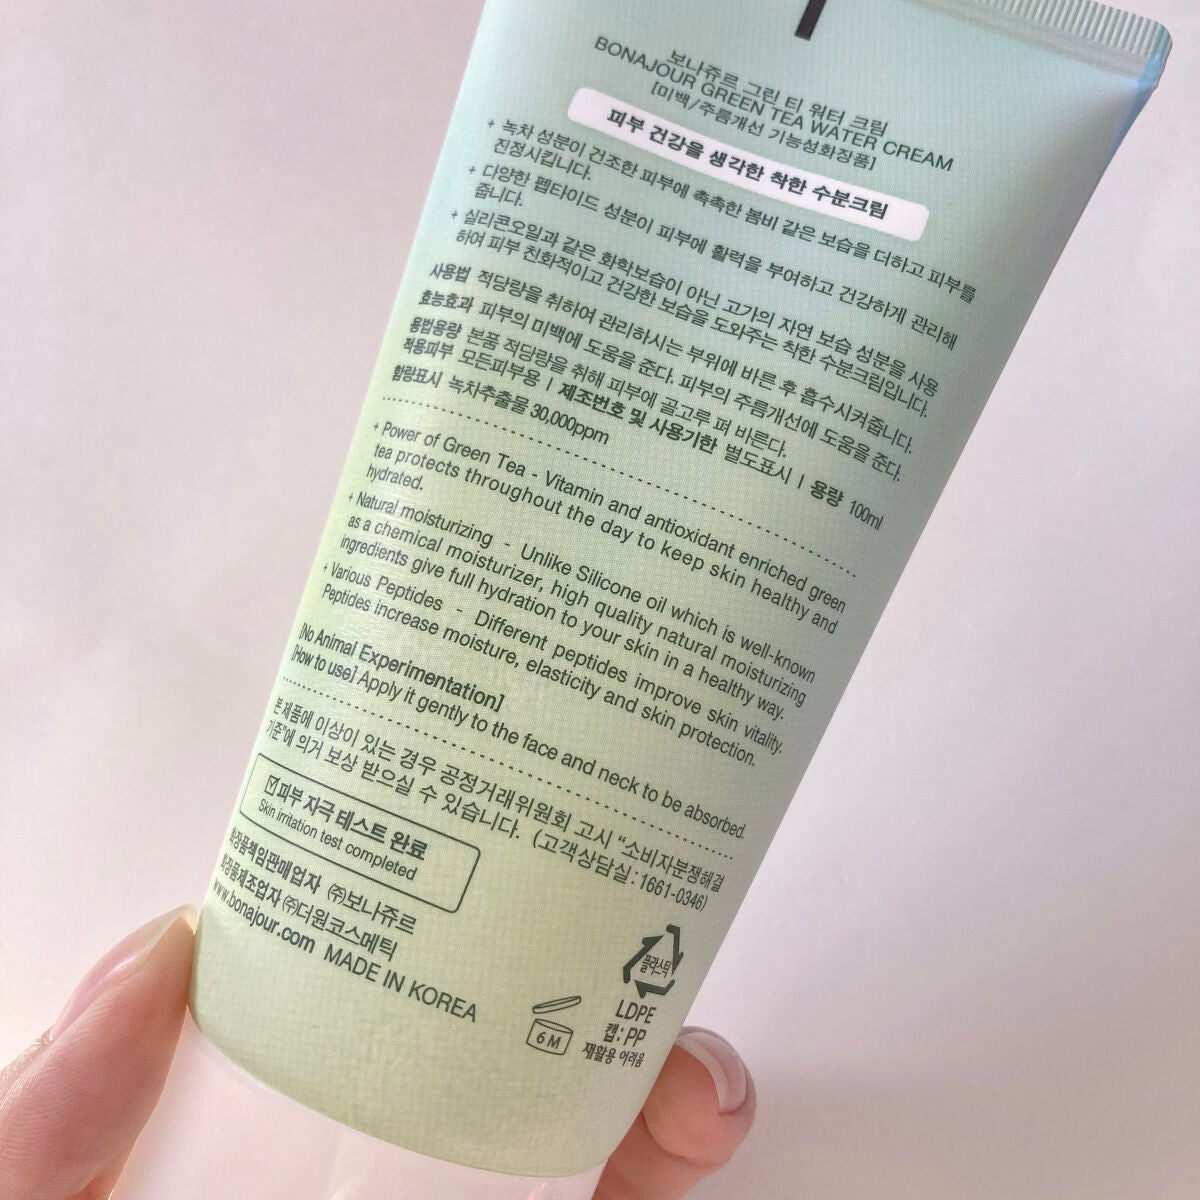 보나쥬르 그린 티 워터 크림
BONAJOUR GREEN TEA WATER CREAM
[미백/주름개선 기능성화장품]
피부 건강을 생각한 착한 수분크림
+ 녹차 성분이 건조한 피부에 촉촉한 봄비 같은 보습을 더하고 피부를
진정시킵니다.
+ 다양한 펩타이드 성분이 피부에 활력을 부여하고 건강하게 관리해
줍니다.
+ 실리콘오일과 같은 화학보습이 아닌 고가의 자연 보습 성분을 사용
하여 피부 친화적이고 건강한 보습을 도와주는 착한 수분크림입니다.
사용법 적당량을 취하여 관리하시는 부위에 바른 후 흡수시켜줍니다.
효능효과 피부의 미백에 도움을 준다. 피부의 주름개선에 도움을 준다.
용법용량 본품 적당량을 취해 피부에 골고루 펴 바른다.
적용피부 모든피부용 | 제조번호 및 사용기한 별도표시 | 용량 100ml
함량표시 녹차추출물 30,000ppm
+ Power of Green Tea - Vitamin and antioxidant enriched green
tea protects throughout the day to keep skin healthy and
hydrated.
+ Natural moisturizing - Unlike Silicone oil which is well-known
as a chemical moisturizer, high quality natural moisturizing
ingredients give full hydration to your skin in a healthy way.
+ Various Peptides - Different peptides improve skin vitality.
Peptides increase moisture, elasticity and skin protection.
[No Animal Experimentation]
[How to use] Apply it gently to the face and neck to be absorbed.
본 제품에 이상이 있는 경우 공정거래위원회 고시 "소비자분쟁해결
기준"에 의거 보상 받으실 수 있습니다. (고객상담실 : 1661-0346)
피부 자극 테스트 완료
Skin irritation test completed
화장품책임판매업자 ㈜보나쥬르
화장품제조업자 ㈜더원코스메틱
www.bonajour.com MADE IN KOREA
6M
플라스틱
LDPE
캡: PP
재활용 어려움